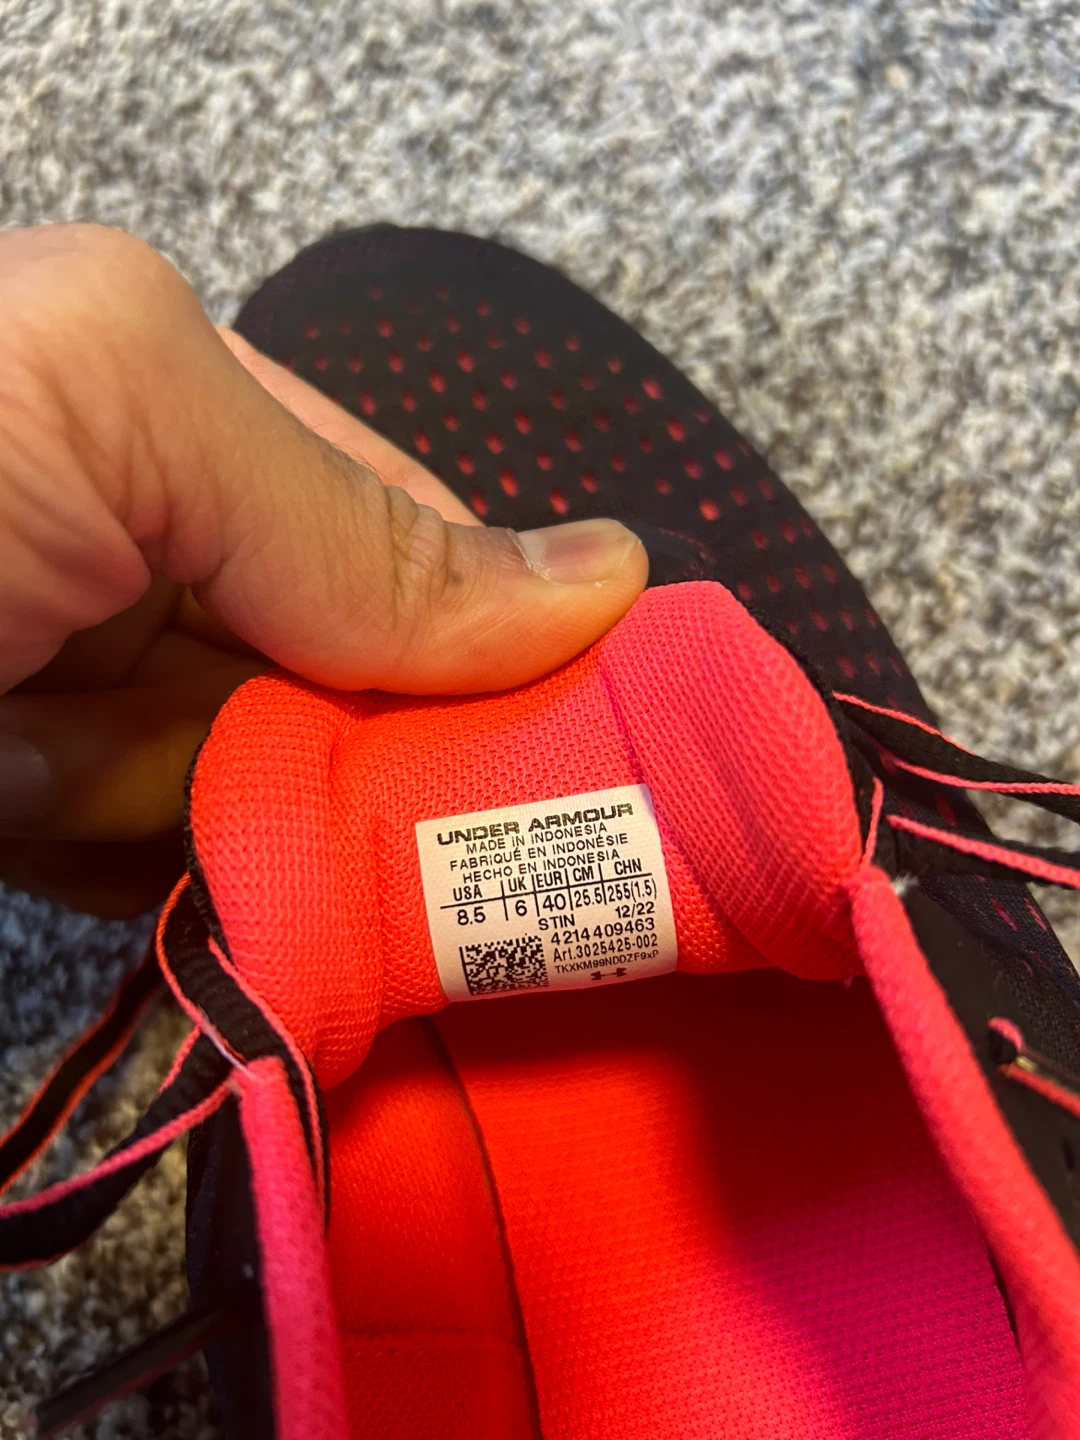 UNDER ARMOUR
MADE IN INDONESIA
FABRIQUÉ EN INDONÉSIE
HECHO EN INDONESIA
USA UK EUR CM CHN
8.5 6 40 25.5 255(1.5)
STIN 12/22
4214409463
Art.3025425-002
TKXKM99NDDZF9xP